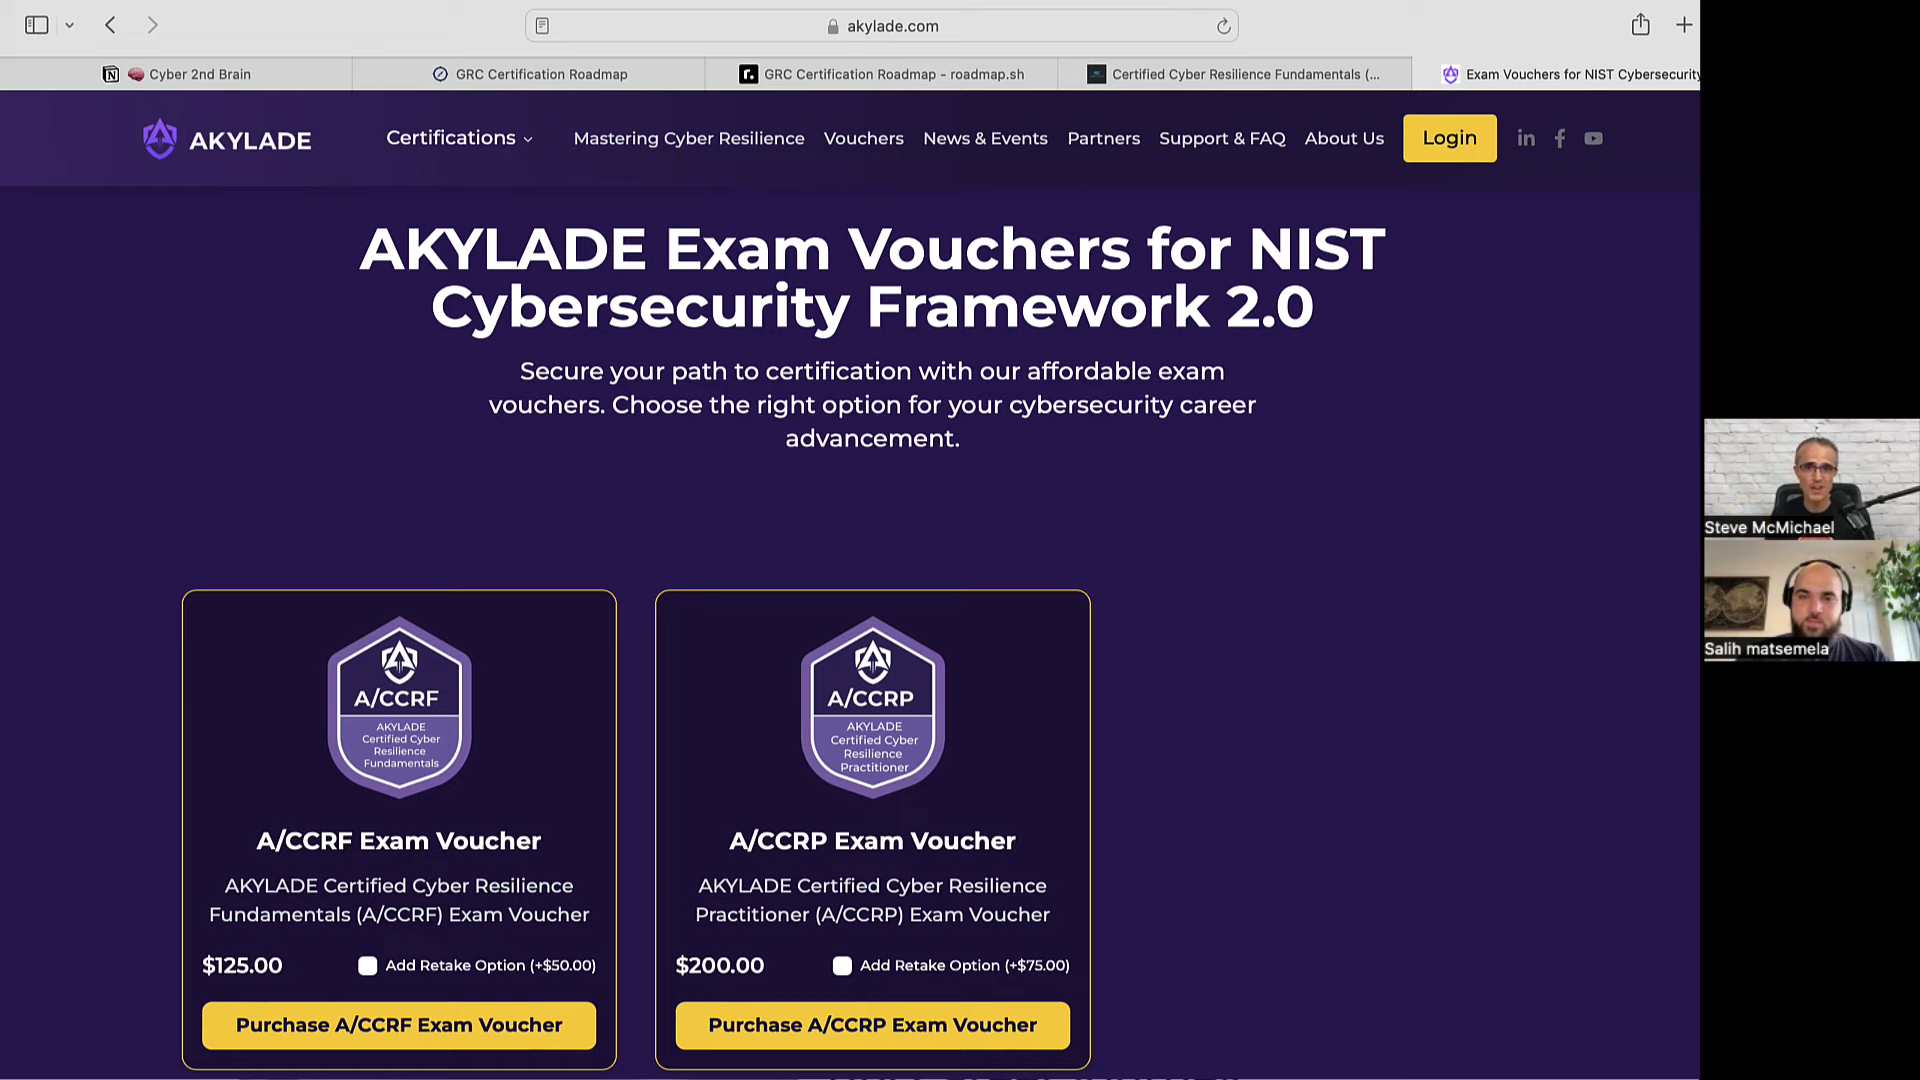 akylade.com
Cyber 2nd Brain
GRC Certification Roadmap
GRC Certification Roadmap - roadmap.sh
Certified Cyber Resilience Fundamentals (...
Exam Vouchers for NIST Cybersecurity
AKYLADE
Certifications
Mastering Cyber Resilience
Vouchers
News & Events
Partners
Support & FAQ
About Us
Login
AKYLADE Exam Vouchers for NIST
Cybersecurity Framework 2.0
Secure your path to certification with our affordable exam
vouchers. Choose the right option for your cybersecurity career
advancement.
A/CCRF
AKYLADE
Certified Cyber
Resilience
Fundamentals
A/CCRF Exam Voucher
AKYLADE Certified Cyber Resilience
Fundamentals (A/CCRF) Exam Voucher
$125.00
Add Retake Option (+$50.00)
Purchase A/CCRF Exam Voucher
A/CCRP
AKYLADE
Certified Cyber
Resilience
Practitioner
A/CCRP Exam Voucher
AKYLADE Certified Cyber Resilience
Practitioner (A/CCRP) Exam Voucher
$200.00
Add Retake Option (+$75.00)
Purchase A/CCRP Exam Voucher
Steve McMichael
Salih matsemela